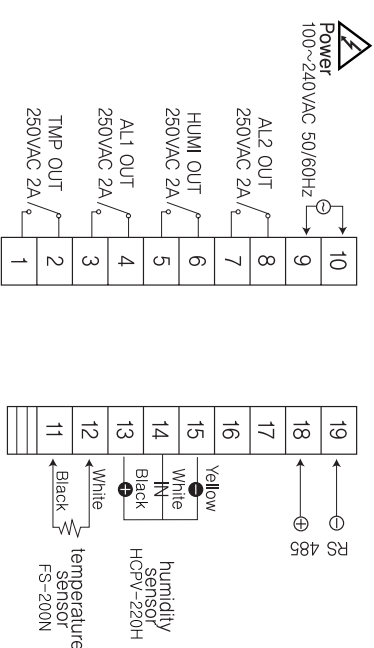 Power
100~240VAC 50/60Hz
AL2 OUT
250VAC 2A
HUMI OUT
250VAC 2A
AL1 OUT
250VAC 2A
TMP OUT
250VAC 2A
1 2 3 4 5 6 7 8 9 10
11 12 13 14 15 16 17 18 19
Black
White
temperature
sensor
FS-200N
Black
IN
White
Yellow
humidity
sensor
HCPV-220H
RS
485